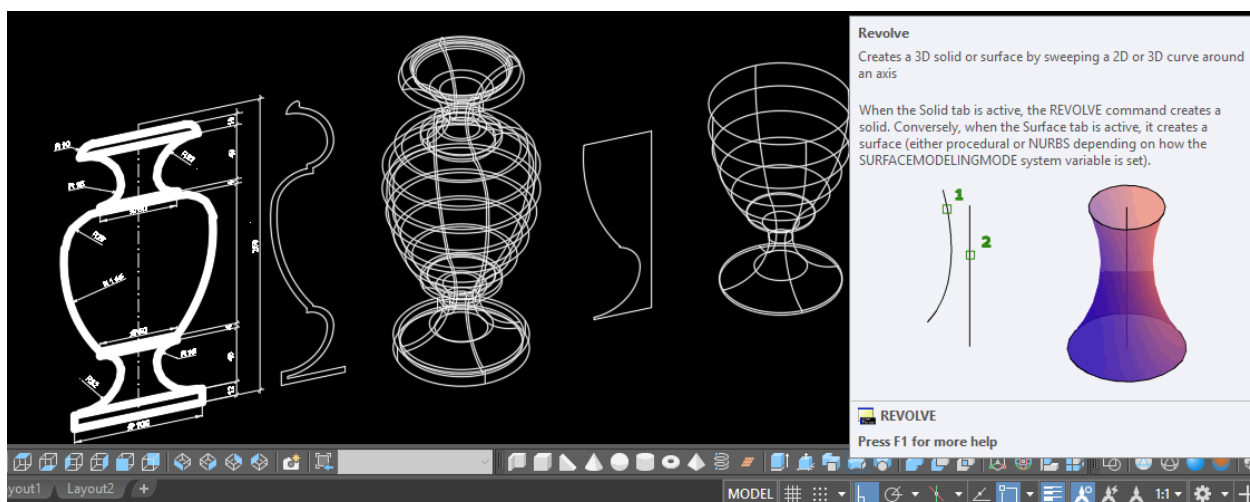 Revolve
Creates a 3D solid or surface by sweeping a 2D or 3D curve around
an axis
When the Solid tab is active, the REVOLVE command creates a
solid. Conversely, when the Surface tab is active, it creates a
surface (either procedural or NURBS depending on how the
SURFACEMODELINGMODE system variable is set).
1
2
REVOLVE
Press F1 for more help
R10
12
yout1 Layout2 +
MODEL 1:1